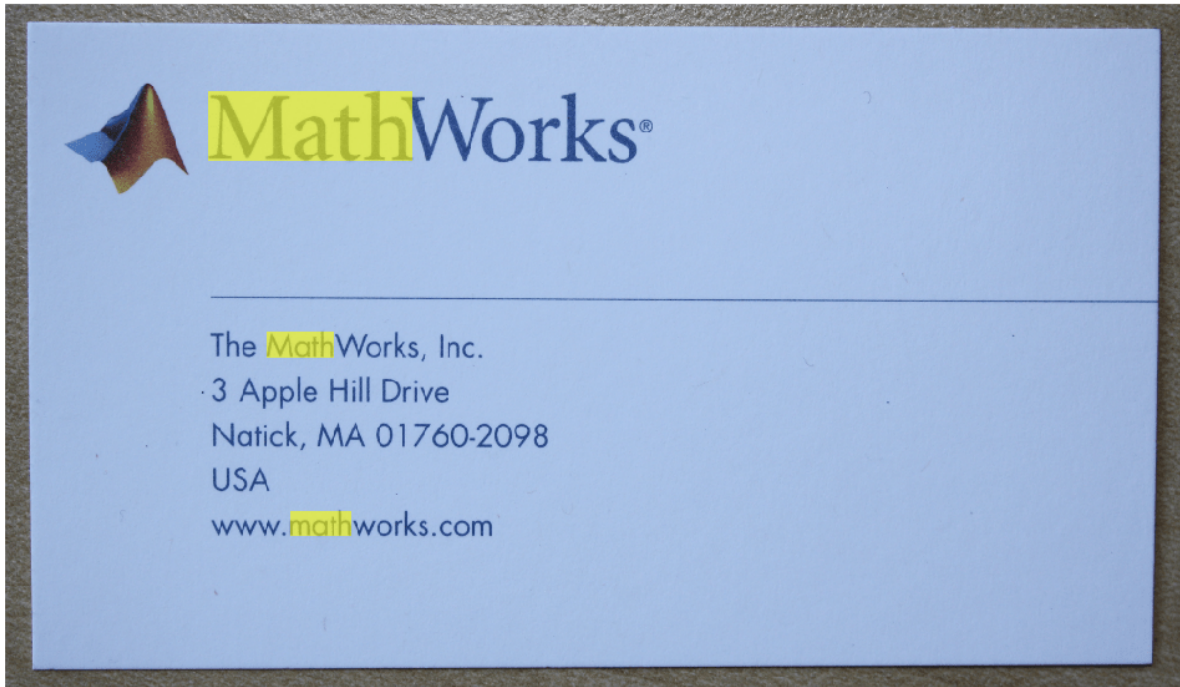 MathWorks®
The MathWorks, Inc.
3 Apple Hill Drive
Natick, MA 01760-2098
USA
www.mathworks.com